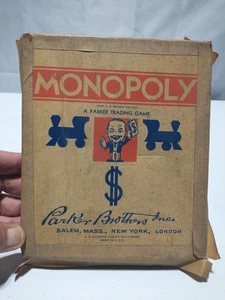 MONOPOLY
A PARKER TRADING GAME
$
Parker Brothers Inc.
SALEM, MASS., NEW YORK, LONDON